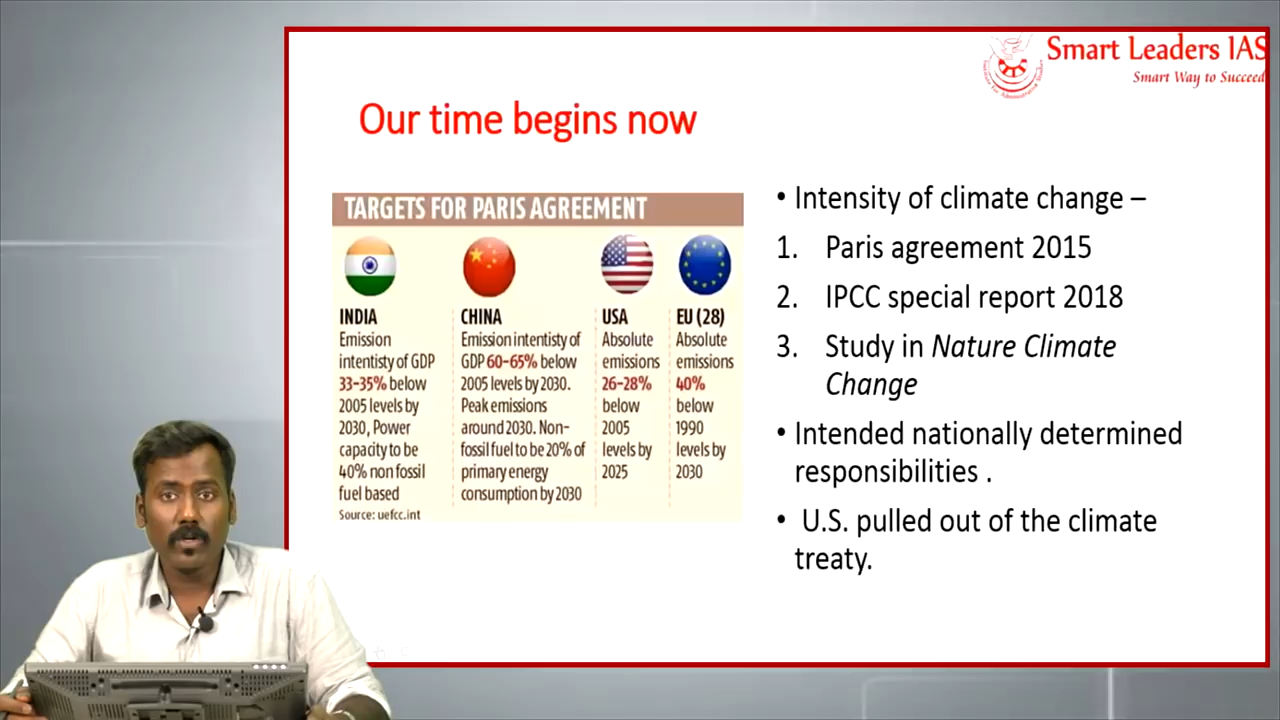 Smart Leaders IAS
Smart Way to Succeed
Our time begins now
TARGETS FOR PARIS AGREEMENT
INDIA
Emission
intentisty of GDP
33-35% below
2005 levels by
2030, Power
capacity to be
40% non fossil
fuel based
Source: uefcc.int
CHINA
Emission intentisty of
GDP 60-65% below
2005 levels by 2030.
Peak emissions
around 2030. Non-
fossil fuel to be 20% of
primary energy
consumption by 2030
USA
Absolute
emissions
26-28%
below
2005
levels by
2025
EU (28)
Absolute
emissions
40%
below
1990
levels by
2030
• Intensity of climate change –
1. Paris agreement 2015
2. IPCC special report 2018
3. Study in Nature Climate
Change
• Intended nationally determined
responsibilities .
• U.S. pulled out of the climate
treaty.